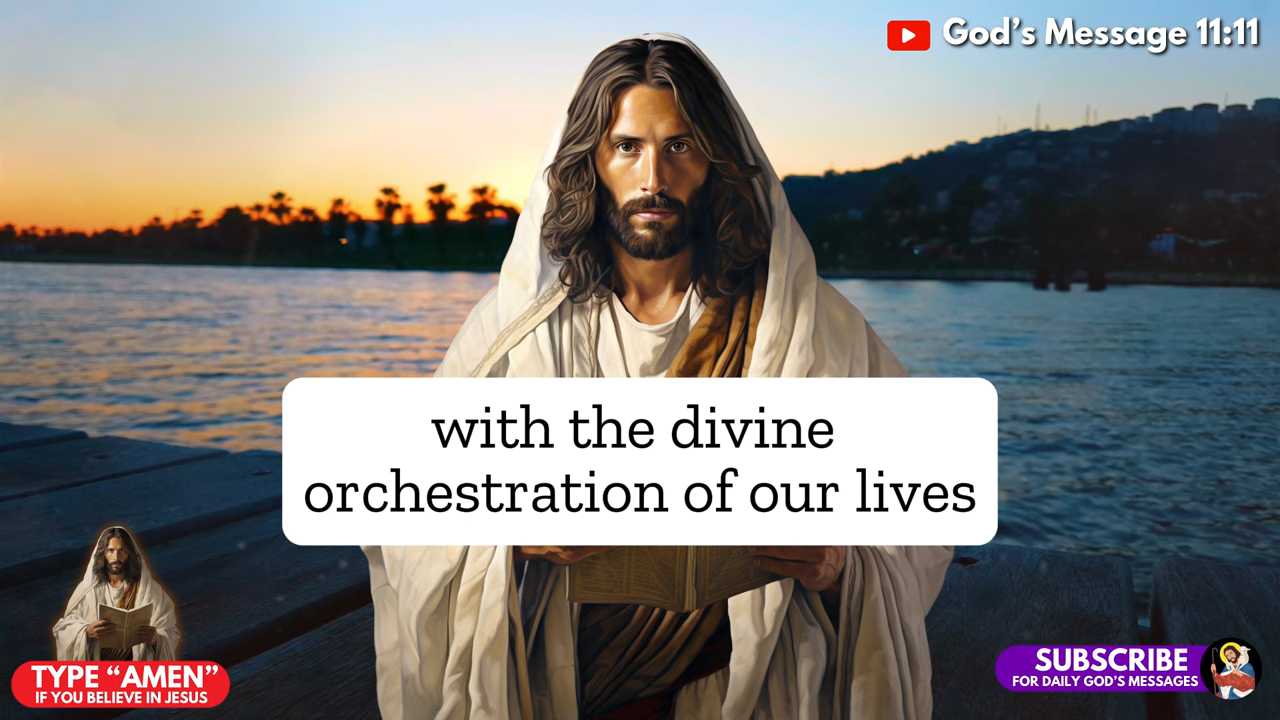 God's Message 11:11
with the divine
orchestration of our lives
TYPE “AMEN”
IF YOU BELIEVE IN JESUS
SUBSCRIBE
FOR DAILY GOD'S MESSAGES